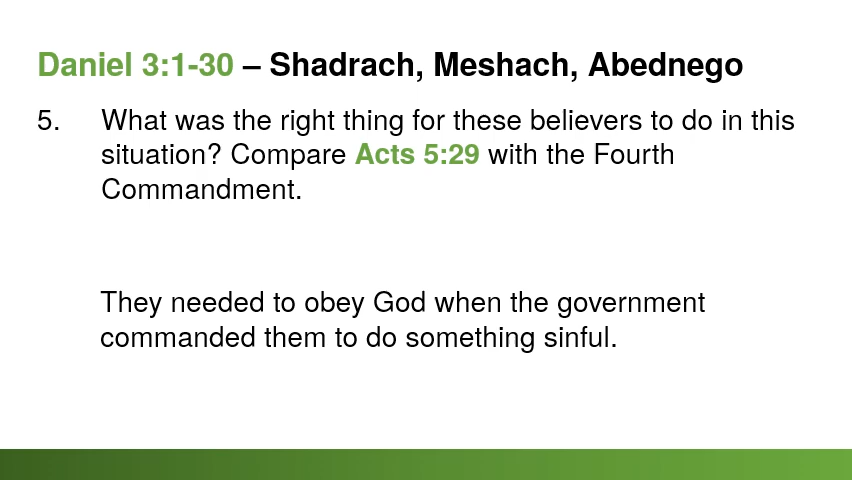 Daniel 3:1-30 – Shadrach, Meshach, Abednego
5. What was the right thing for these believers to do in this
situation? Compare Acts 5:29 with the Fourth
Commandment.
They needed to obey God when the government
commanded them to do something sinful.